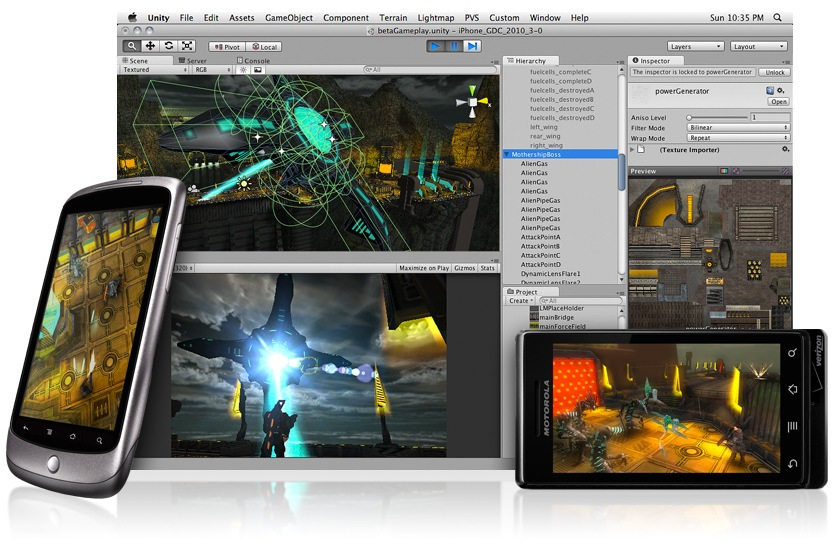 Unity File Edit Assets GameObject Component Terrain Lightmap PVS Custom Window Help Sun 10:35 PM
betaGameplay.unity – iPhone_GDC_2010_3-0
Pivot Local Layers Layout
Scene Server Console
Textured RGB All
Hierarchy
fuelcells_completeC
fuelcells_completeD
fuelcells_destroyedA
fuelcells_destroyedB
fuelcells_destroyedC
fuelcells_destroyedD
left_wing
rear_wing
right_wing
MothershipBoss
AlienGas
AlienGas
AlienGas
AlienGas
AlienPipeGas
AlienPipeGas
AlienPipeGas
AlienPipeGas
AttackPointA
AttackPointB
AttackPointC
AttackPointD
DynamicLensFlare1
DynamicLensFlare2
Inspector
The inspector is locked to powerGenerator Unlock
powerGenerator
Open
Aniso Level 1
Filter Mode Bilinear
Wrap Mode Repeat
(Texture Importer)
Preview
powerGenerator
320) Maximize on Play Gizmos Stats
Project
Create All
LMPlaceHolder
mainBridge
mainForceField
MOTOROLA
verizon